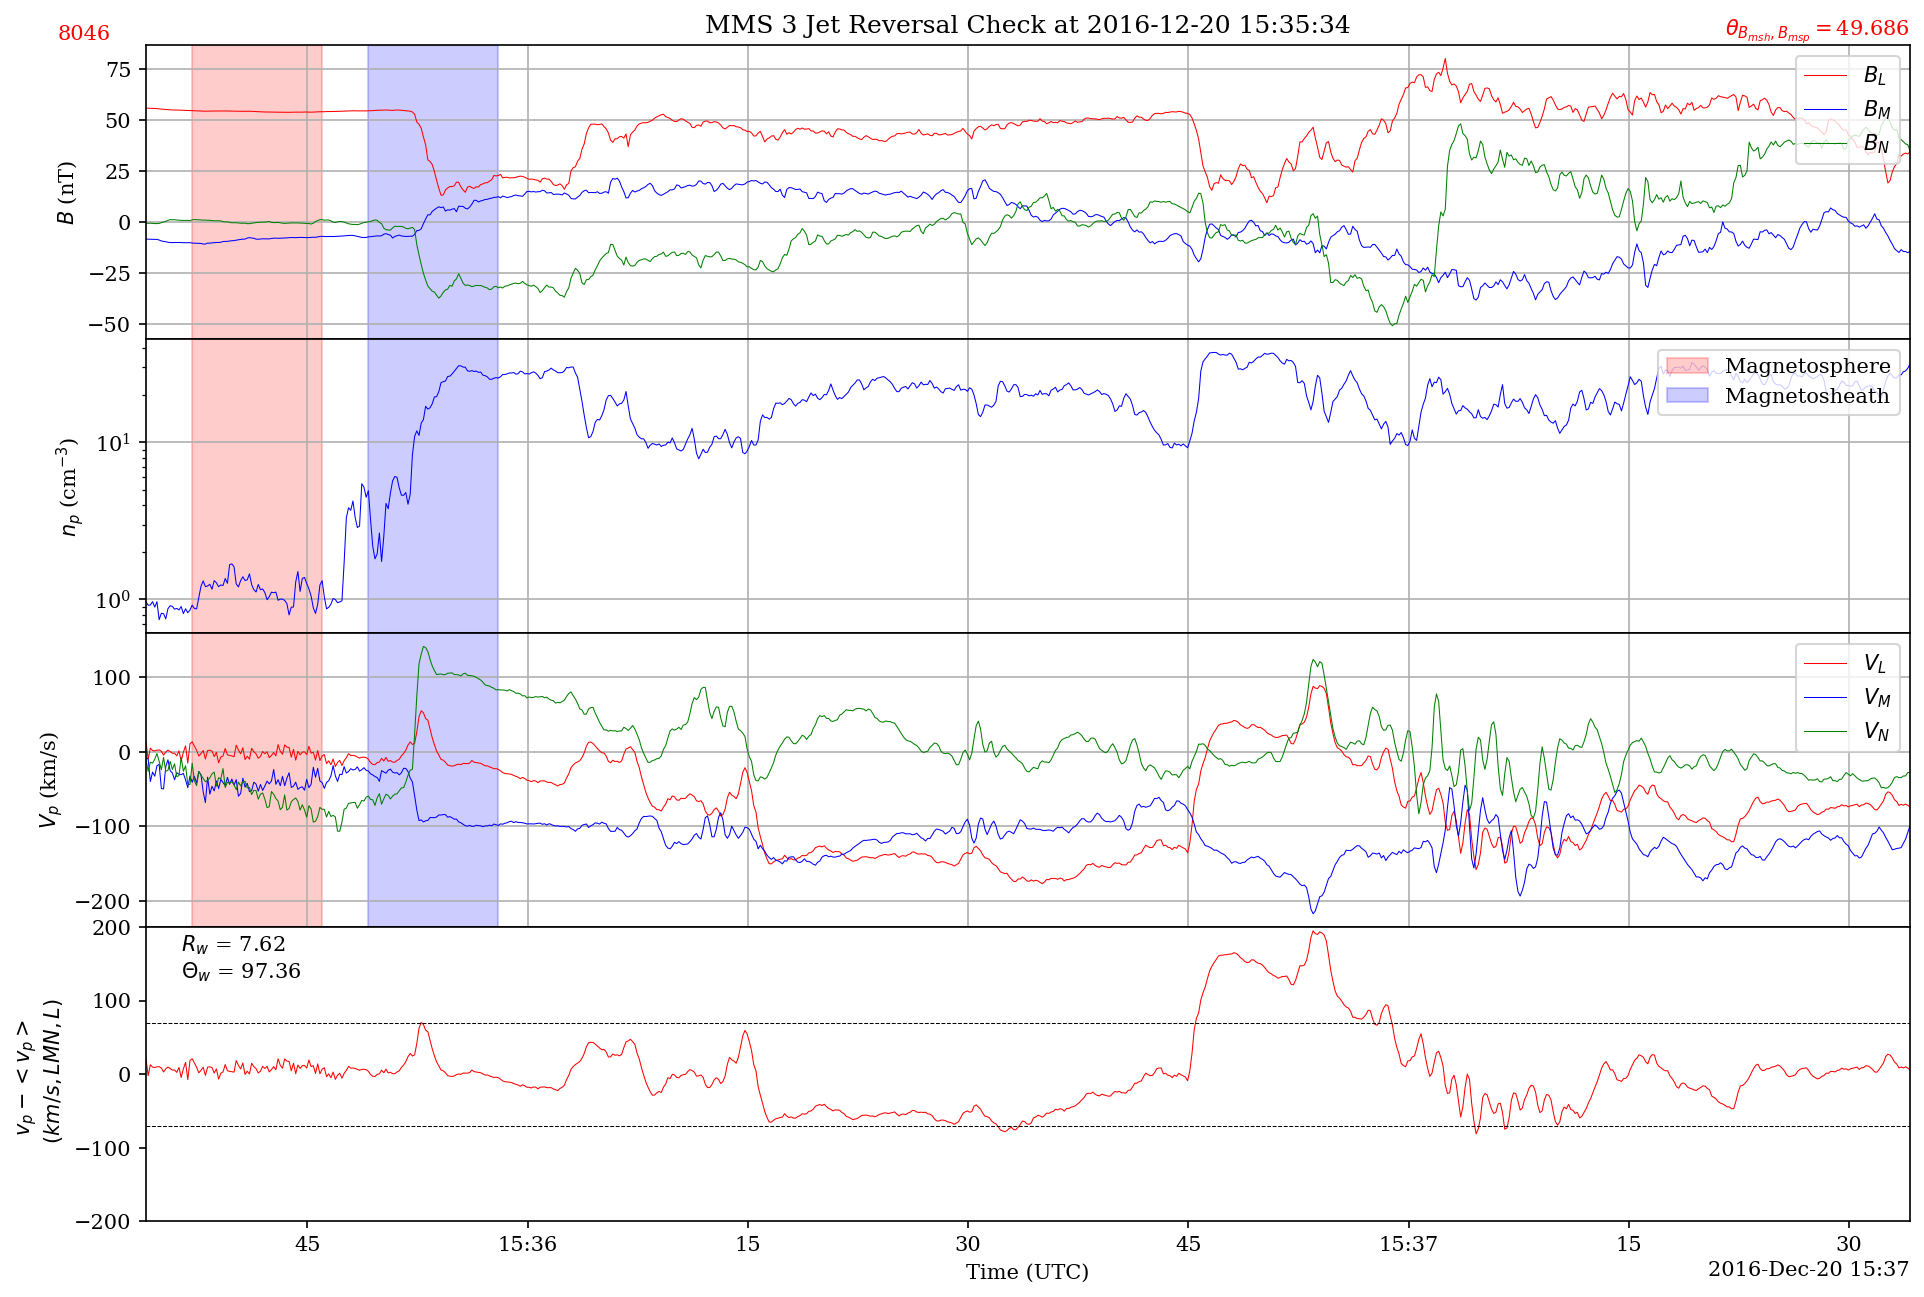 MMS 3 Jet Reversal Check at 2016-12-20 15:35:34
8046
θ_{B_{msh}, B_{msp}} = 49.686
75
50
25
0
−25
−50
B (nT)
B_L
B_M
B_N
10^1
10^0
n_p (cm^{−3})
Magnetosphere
Magnetosheath
100
0
−100
−200
V_p (km/s)
V_L
V_M
V_N
200
100
0
−100
−200
v_p − < v_p >
(km/s, LMN, L)
R_w = 7.62
Θ_w = 97.36
45
15:36
15
30
45
15:37
15
30
Time (UTC)
2016-Dec-20 15:37